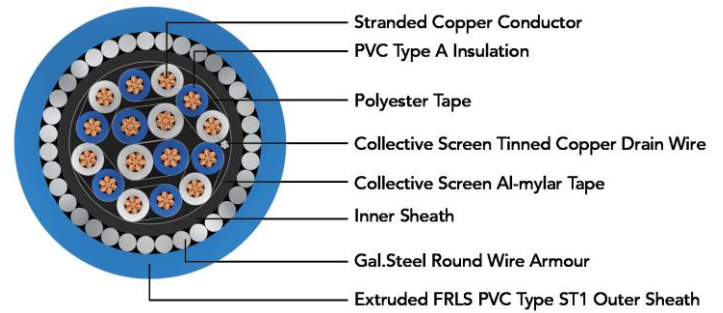 Stranded Copper Conductor
PVC Type A Insulation
Polyester Tape
Collective Screen Tinned Copper Drain Wire
Collective Screen Al-mylar Tape
Inner Sheath
Gal.Steel Round Wire Armour
Extruded FRLS PVC Type ST1 Outer Sheath